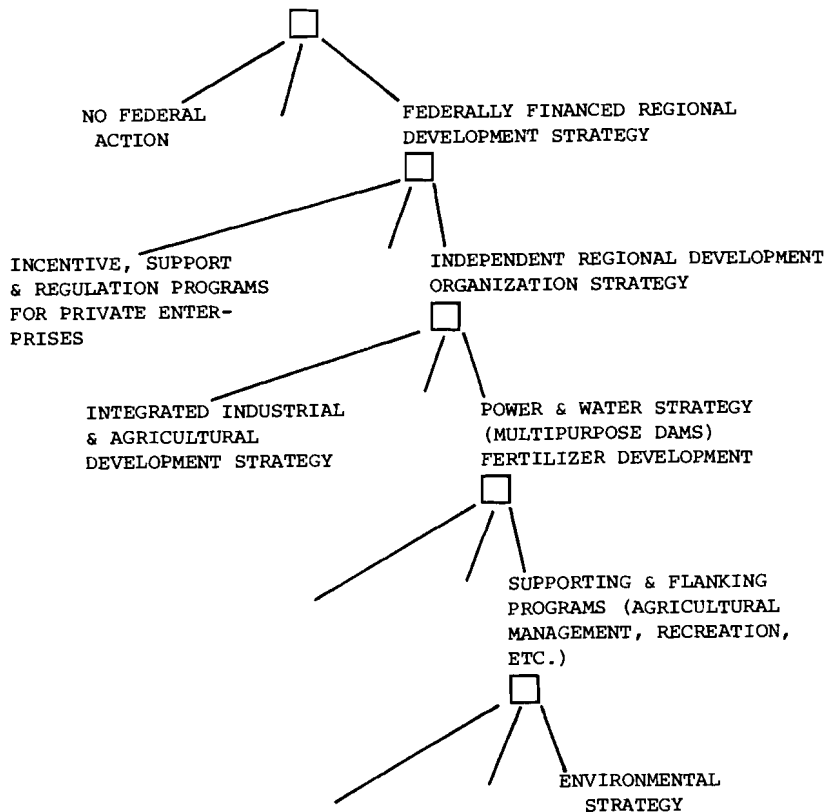 NO FEDERAL
ACTION
FEDERALLY FINANCED REGIONAL
DEVELOPMENT STRATEGY
INCENTIVE, SUPPORT
& REGULATION PROGRAMS
FOR PRIVATE ENTER-
PRISES
INDEPENDENT REGIONAL DEVELOPMENT
ORGANIZATION STRATEGY
INTEGRATED INDUSTRIAL
& AGRICULTURAL
DEVELOPMENT STRATEGY
POWER & WATER STRATEGY
(MULTIPURPOSE DAMS)
FERTILIZER DEVELOPMENT
SUPPORTING & FLANKING
PROGRAMS (AGRICULTURAL
MANAGEMENT, RECREATION,
ETC.)
ENVIRONMENTAL
STRATEGY